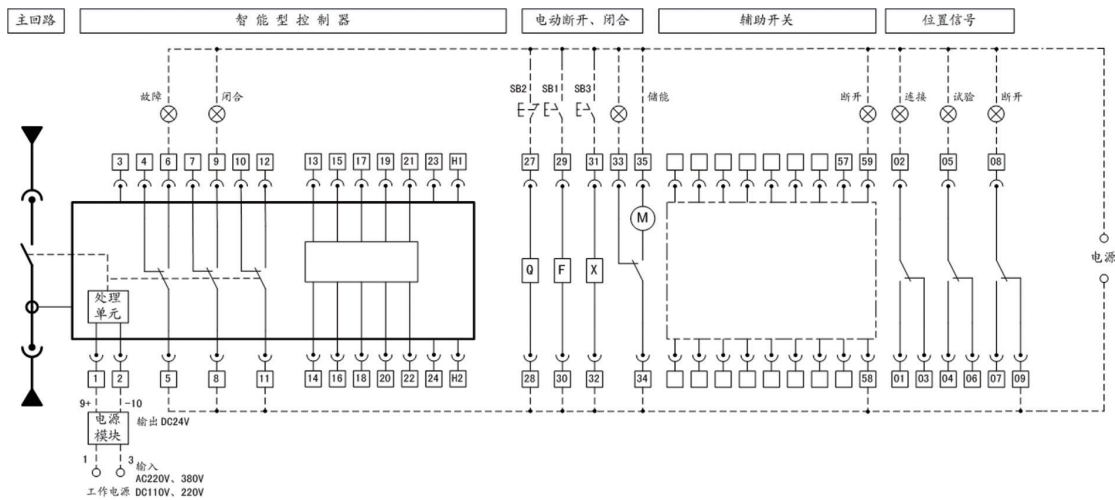 主回路 智能型控制器 电动断开、闭合 辅助开关 位置信号
SB2 SB1 SB3
故障 闭合 储能 断开 连接 试验 断开
3 4 6 7 9 10 12 13 15 17 19 21 23 H1 27 29 31 33 35 57 59 02 05 08
M
电源
Q F X
处理
单元
1 2 5 8 11 14 16 18 20 22 24 H2 28 30 32 34 58 01 03 04 06 07 09
9+ -10
电源
模块
输出DC24V
1 3
输入
AC220V、380V
工作电源 DC110V、220V